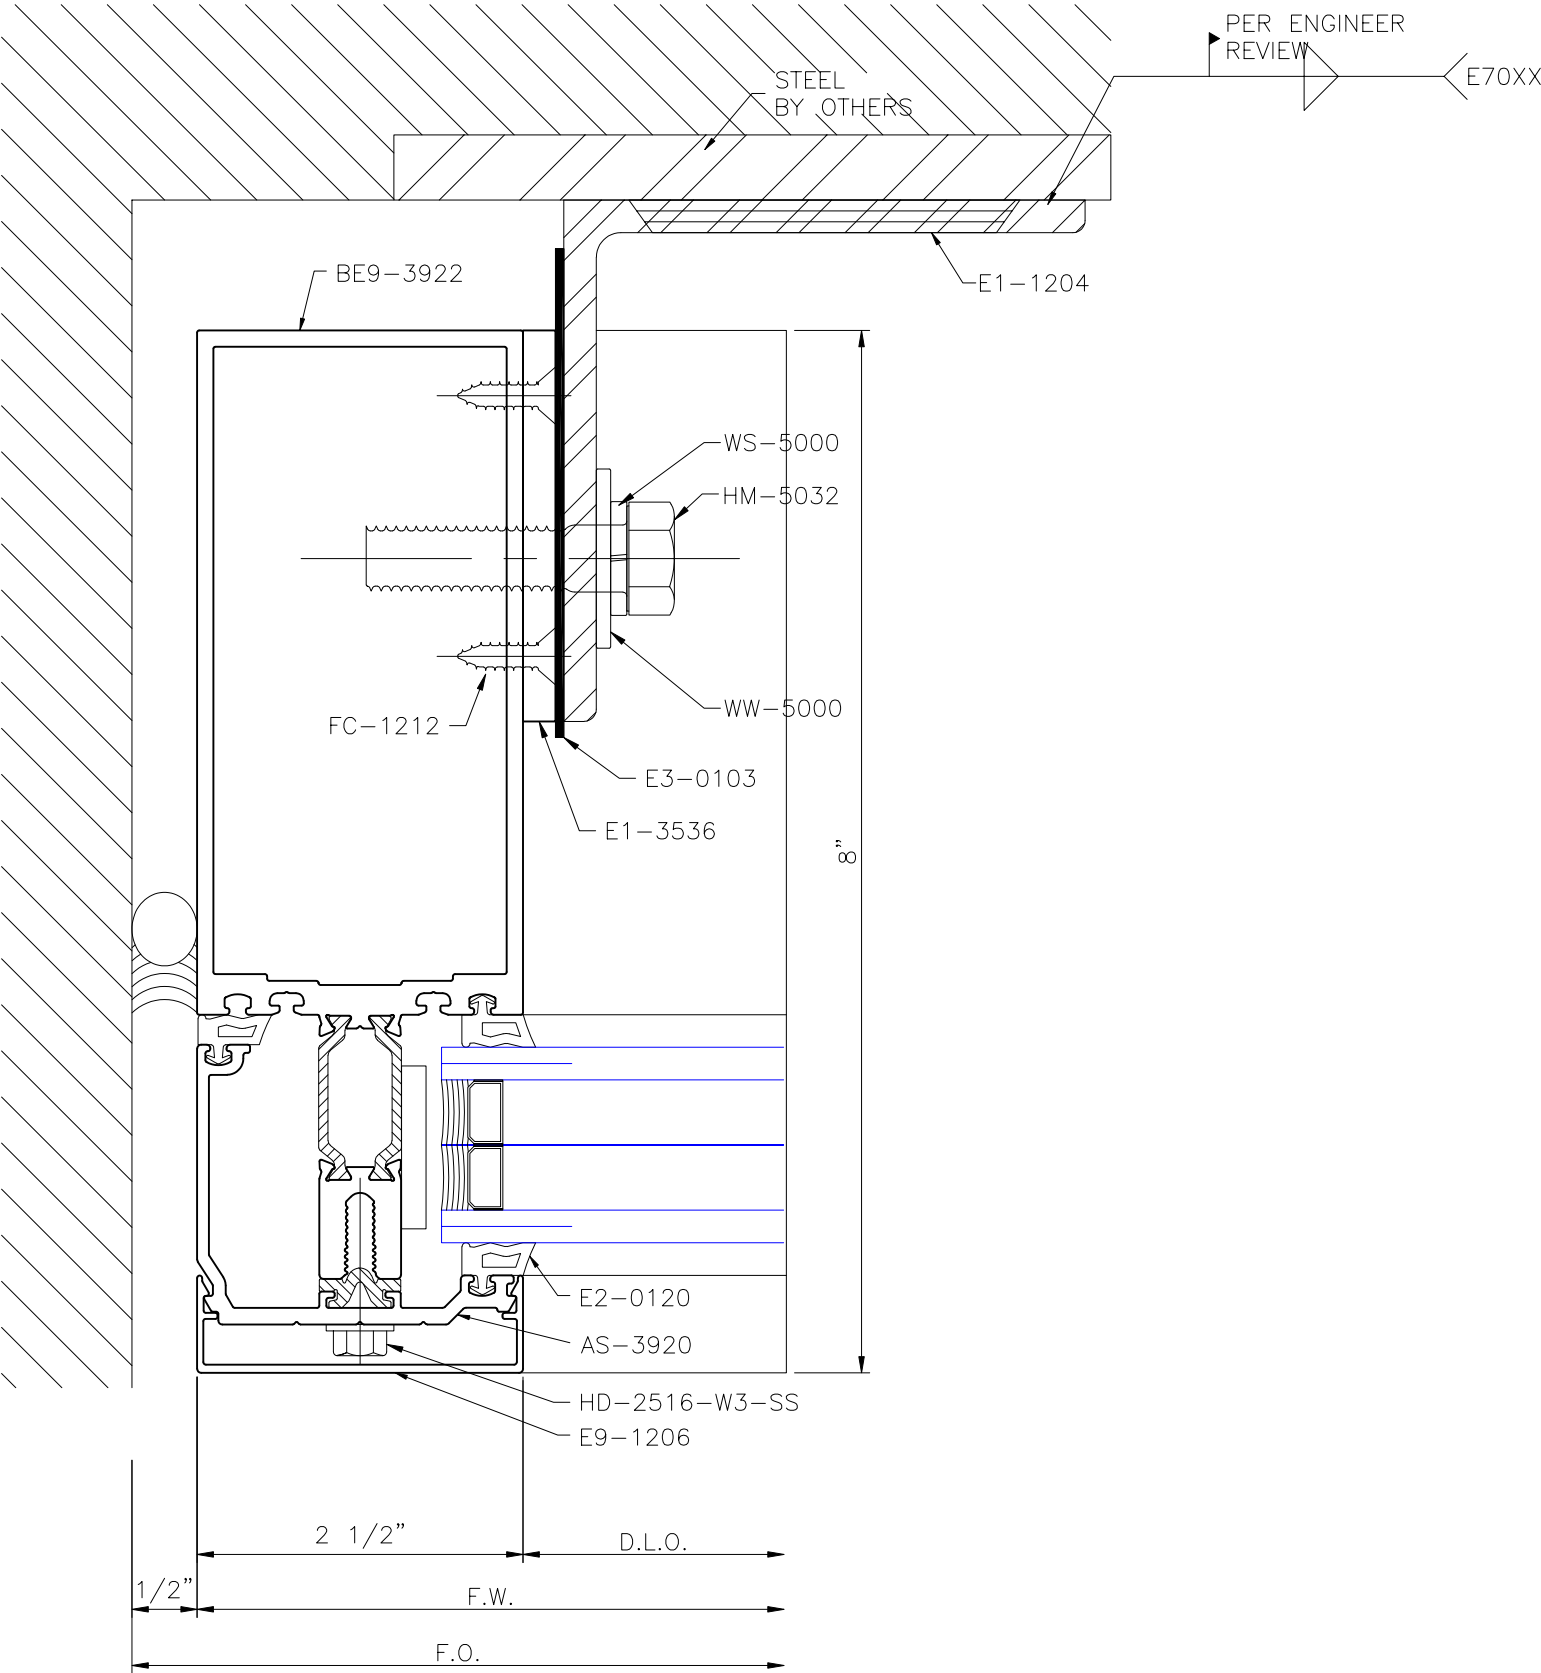 PER ENGINEER
REVIEW
E70XX
STEEL
BY OTHERS
BE9-3922
E1-1204
WS-5000
HM-5032
WW-5000
FC-1212
E3-0103
E1-3536
8"
E2-0120
AS-3920
HD-2516-W3-SS
E9-1206
2 1/2"
D.L.O.
1/2"
F.W.
F.O.